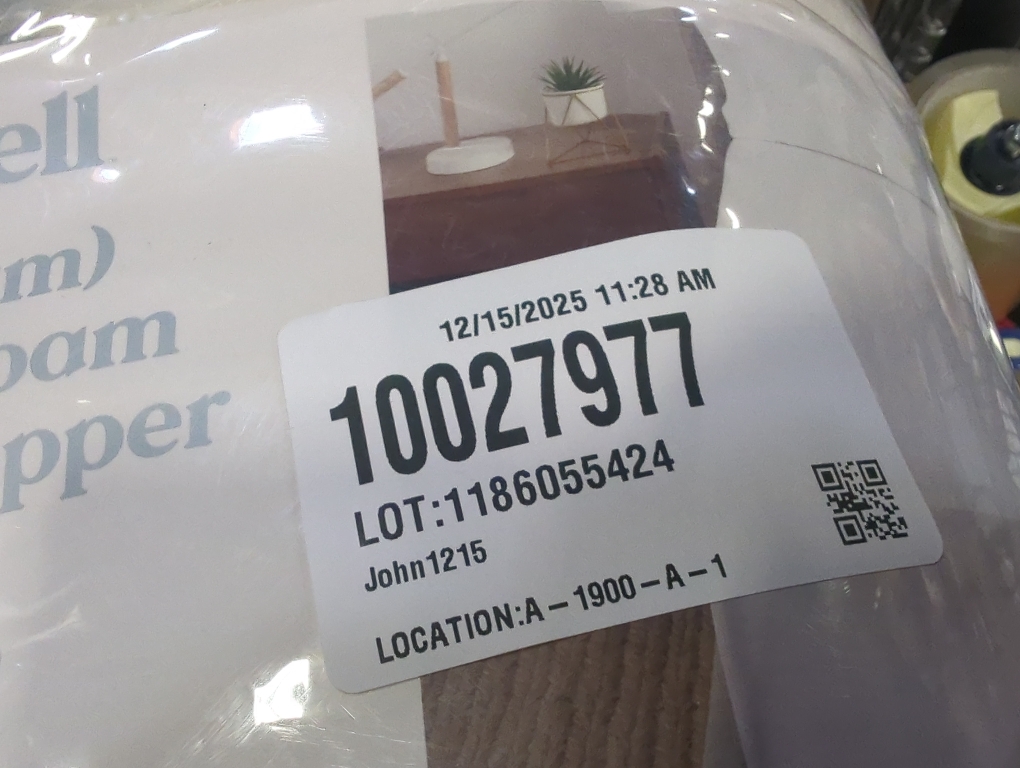 ell
m)
oam
pper
12/15/2025 11:28 AM
10027977
LOT:1186055424
John1215
LOCATION:A-1900-A-1